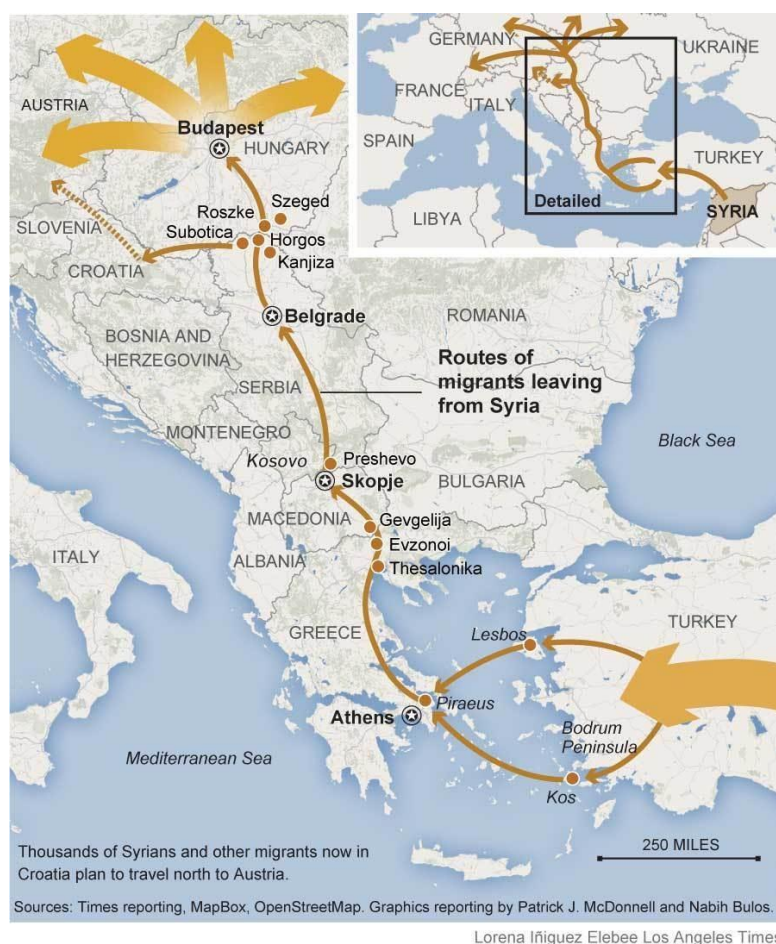 GERMANY
UKRAINE
FRANCE
ITALY
SPAIN
TURKEY
Detailed
SYRIA
LIBYA
AUSTRIA
Budapest
HUNGARY
Szeged
Roszke
Subotica
Horgos
Kanjiza
SLOVENIA
CROATIA
Belgrade
ROMANIA
BOSNIA AND
HERZEGOVINA
Routes of
migrants leaving
from Syria
SERBIA
MONTENEGRO
Black Sea
Kosovo
Preshevo
Skopje
BULGARIA
MACEDONIA
Gevgelija
Evzonoi
ITALY
ALBANIA
Thesalonika
GREECE
Lesbos
TURKEY
Piraeus
Athens
Bodrum
Peninsula
Mediterranean Sea
Kos
Thousands of Syrians and other migrants now in
Croatia plan to travel north to Austria.
250 MILES
Sources: Times reporting, MapBox, OpenStreetMap. Graphics reporting by Patrick J. McDonnell and Nabih Bulos.
Lorena Iñiguez Elebee Los Angeles Times